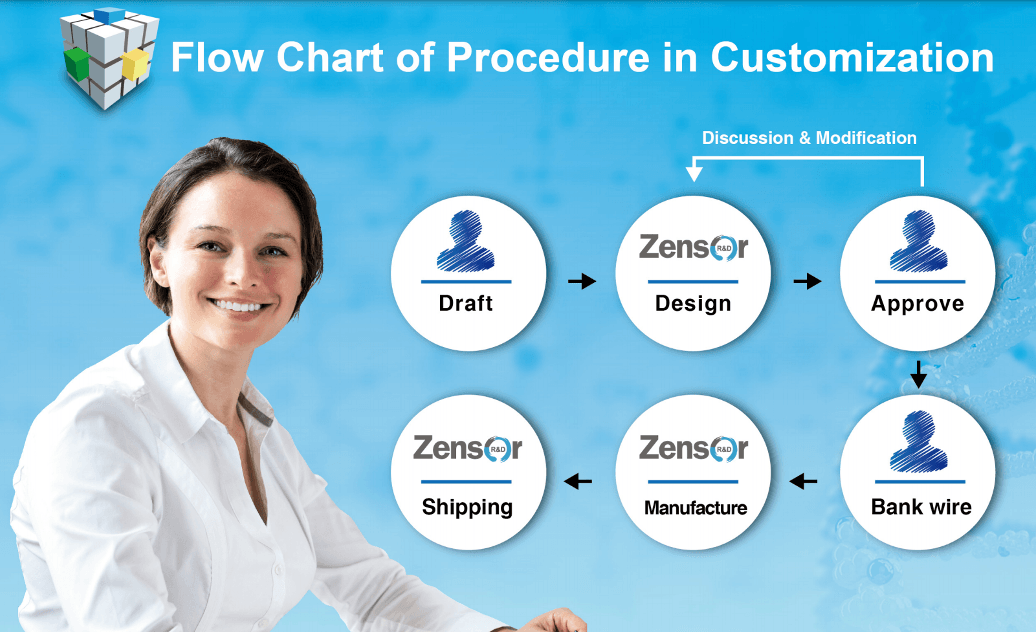 Flow Chart of Procedure in Customization
Discussion & Modification
Draft
Zensor R&D
Design
Approve
Zensor R&D
Shipping
Zensor R&D
Manufacture
Bank wire